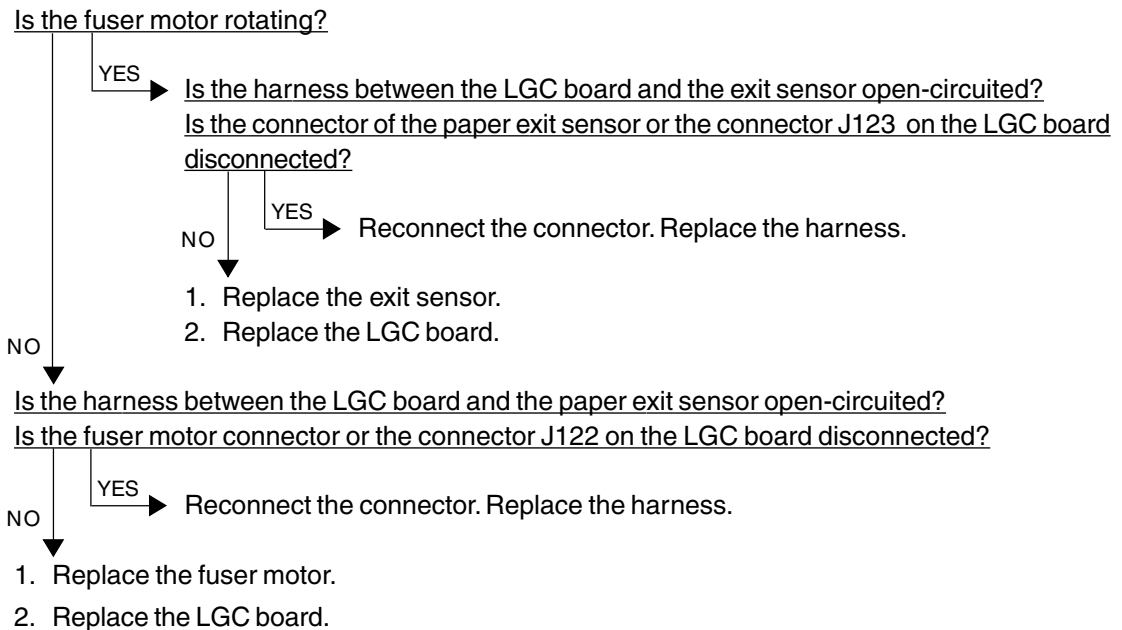 Is the fuser motor rotating?
YES
Is the harness between the LGC board and the exit sensor open-circuited?
Is the connector of the paper exit sensor or the connector J123 on the LGC board
disconnected?
YES
Reconnect the connector. Replace the harness.
NO
1. Replace the exit sensor.
2. Replace the LGC board.
NO
Is the harness between the LGC board and the paper exit sensor open-circuited?
Is the fuser motor connector or the connector J122 on the LGC board disconnected?
YES
Reconnect the connector. Replace the harness.
NO
1. Replace the fuser motor.
2. Replace the LGC board.